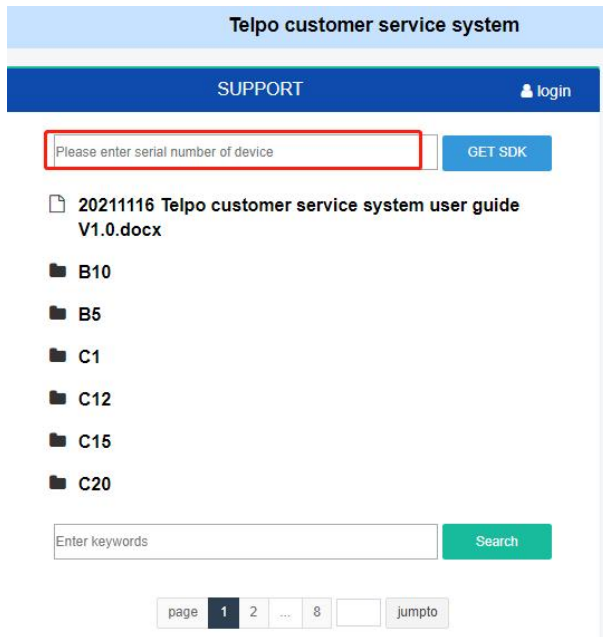 Telpo customer service system
SUPPORT
login
Please enter serial number of device
GET SDK
20211116 Telpo customer service system user guide
V1.0.docx
B10
B5
C1
C12
C15
C20
Enter keywords
Search
page 1 2 ... 8 jumpto